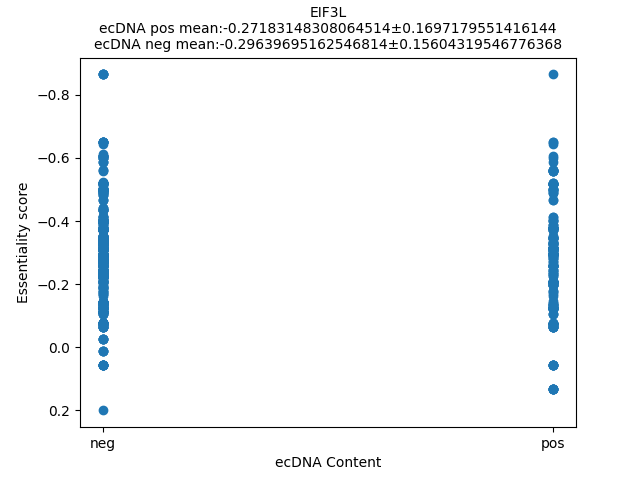 EIF3L
ecDNA pos mean:-0.27183148308064514±0.1697179551416144
ecDNA neg mean:-0.29639695162546814±0.15604319546776368
−0.8
−0.6
−0.4
−0.2
0.0
0.2
Essentiality score
neg
pos
ecDNA Content